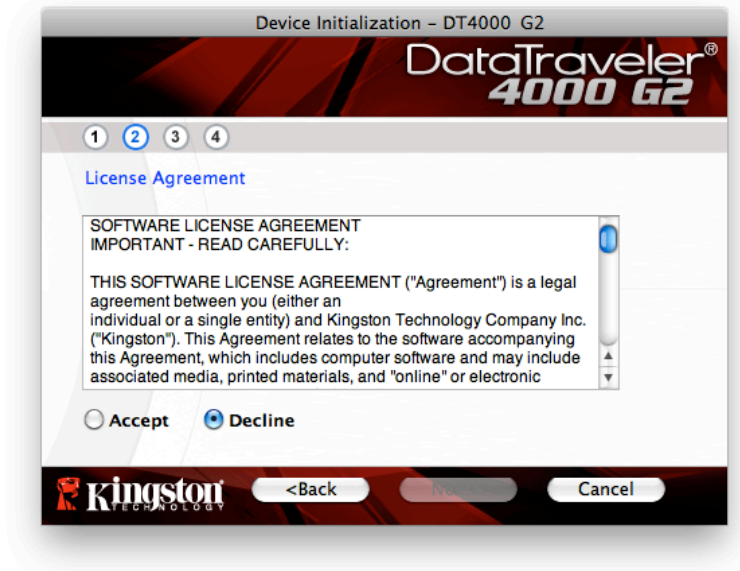 Device Initialization – DT4000 G2
DataTraveler®
4000 G2
1 2 3 4
License Agreement
SOFTWARE LICENSE AGREEMENT
IMPORTANT - READ CAREFULLY:
THIS SOFTWARE LICENSE AGREEMENT ("Agreement") is a legal
agreement between you (either an
individual or a single entity) and Kingston Technology Company Inc.
("Kingston"). This Agreement relates to the software accompanying
this Agreement, which includes computer software and may include
associated media, printed materials, and "online" or electronic
Accept Decline
Kingston
TECHNOLOGY
<Back Cancel